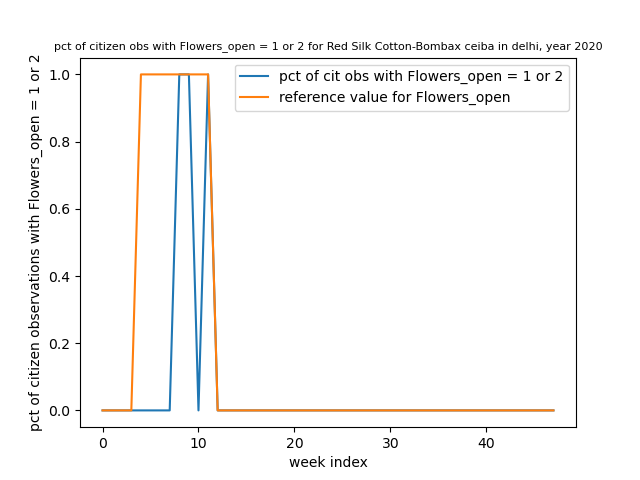 pct of citizen obs with Flowers_open = 1 or 2 for Red Silk Cotton-Bombax ceiba in delhi, year 2020
pct of citizen observations with Flowers_open = 1 or 2
1.0
0.8
0.6
0.4
0.2
0.0
pct of cit obs with Flowers_open = 1 or 2
reference value for Flowers_open
0 10 20 30 40
week index